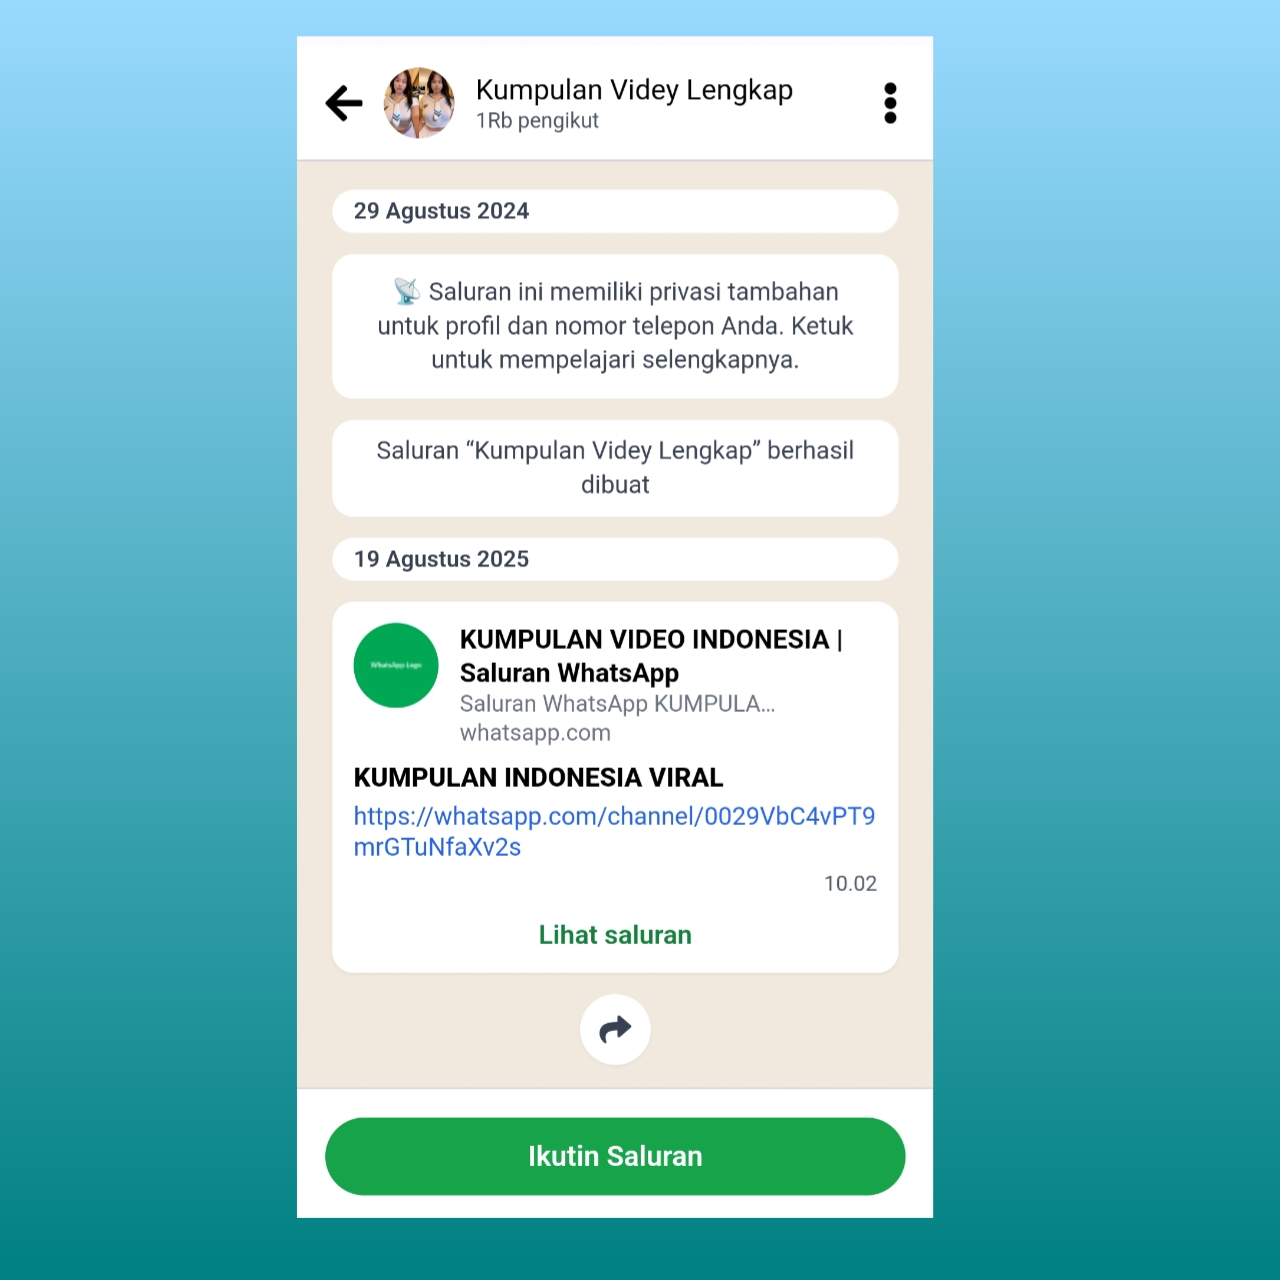 Kumpulan Videy Lengkap
1Rb pengikut
29 Agustus 2024
📡 Saluran ini memiliki privasi tambahan
untuk profil dan nomor telepon Anda. Ketuk
untuk mempelajari selengkapnya.
Saluran “Kumpulan Videy Lengkap” berhasil
dibuat
19 Agustus 2025
WhatsApp Logo
KUMPULAN VIDEO INDONESIA |
Saluran WhatsApp
Saluran WhatsApp KUMPULA...
whatsapp.com
KUMPULAN INDONESIA VIRAL
https://whatsapp.com/channel/0029VbC4vPT9
mrGTuNfaXv2s
10.02
Lihat saluran
Ikutin Saluran